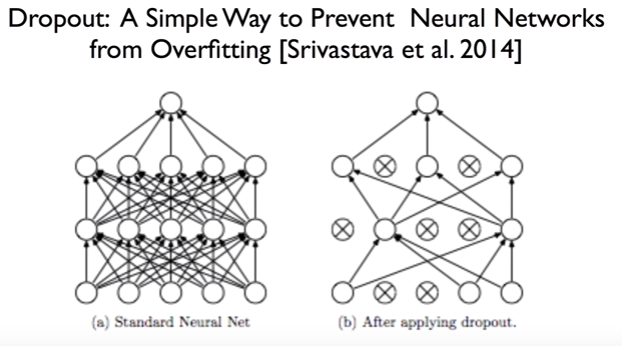 Dropout: A Simple Way to Prevent Neural Networks
from Overfitting [Srivastava et al. 2014]
(a) Standard Neural Net
(b) After applying dropout.